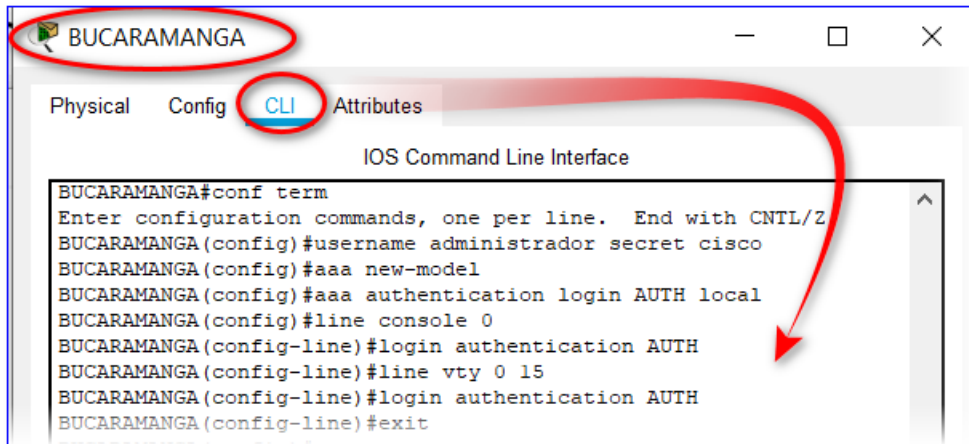 BUCARAMANGA
Physical Config CLI Attributes
IOS Command Line Interface
BUCARAMANGA#conf term
Enter configuration commands, one per line. End with CNTL/Z
BUCARAMANGA(config)#username administrador secret cisco
BUCARAMANGA(config)#aaa new-model
BUCARAMANGA(config)#aaa authentication login AUTH local
BUCARAMANGA(config)#line console 0
BUCARAMANGA(config-line)#login authentication AUTH
BUCARAMANGA(config-line)#line vty 0 15
BUCARAMANGA(config-line)#login authentication AUTH
BUCARAMANGA(config-line)#exit